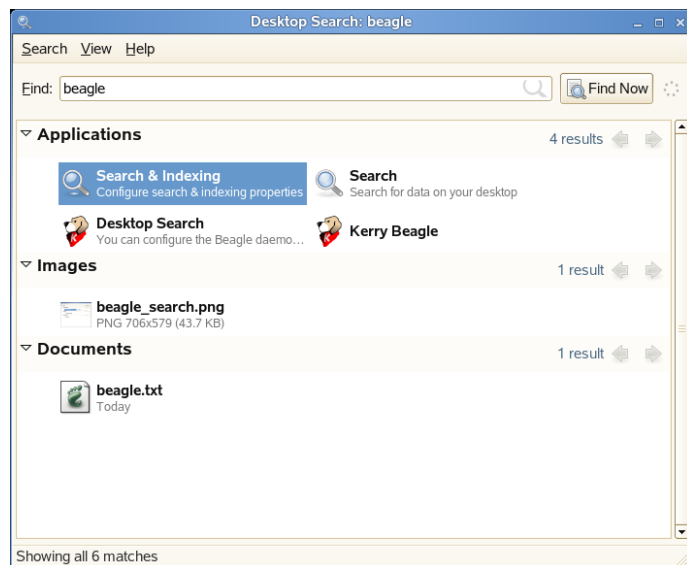 Desktop Search: beagle
Search View Help
Find: beagle Find Now
Applications 4 results
Search & Indexing
Configure search & indexing properties
Search
Search for data on your desktop
Desktop Search
You can configure the Beagle daemo...
Kerry Beagle
Images 1 result
beagle_search.png
PNG 706x579 (43.7 KB)
Documents 1 result
beagle.txt
Today
Showing all 6 matches